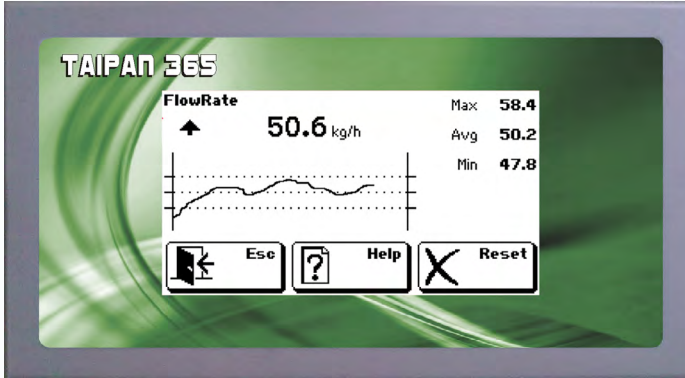 TAIPAN 365
FlowRate
50.6 kg/h
Max 58.4
Avg 50.2
Min 47.8
Esc
?
Help
Reset